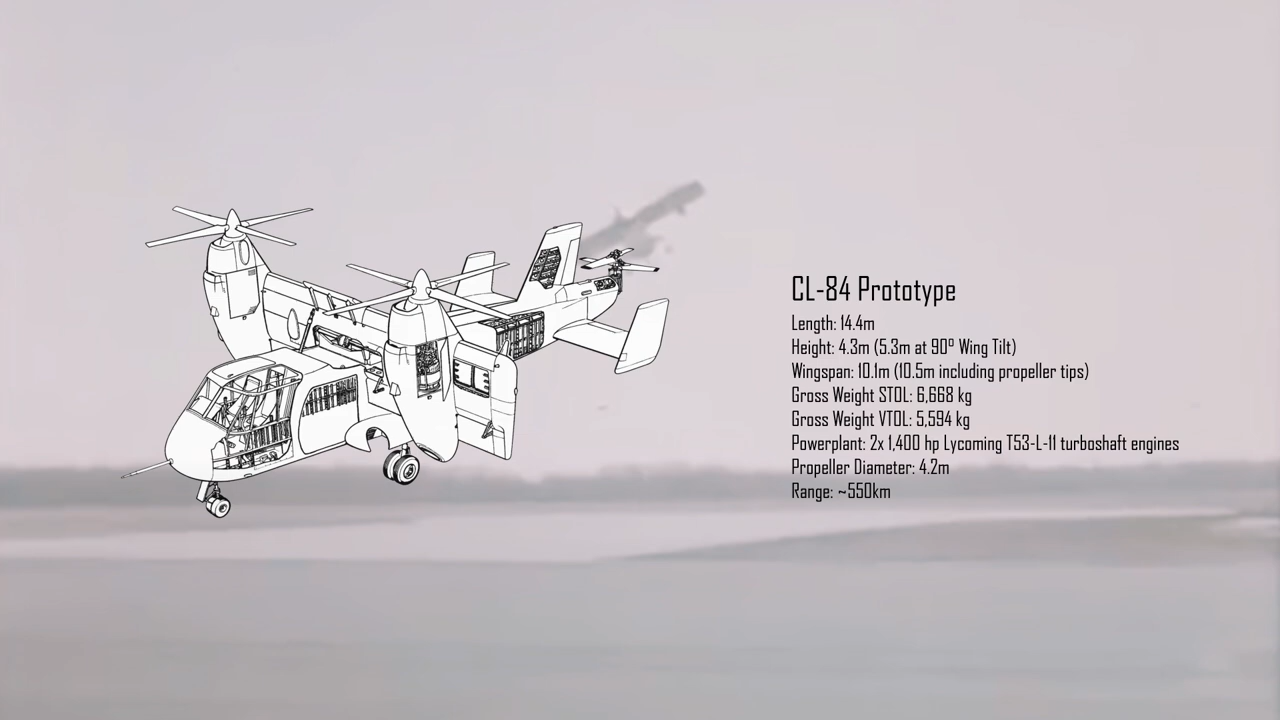 CL-84 Prototype
Length: 14.4m
Height: 4.3m (5.3m at 90° Wing Tilt)
Wingspan: 10.1m (10.5m including propeller tips)
Gross Weight STOL: 6,668 kg
Gross Weight VTOL: 5,594 kg
Powerplant: 2x 1,400 hp Lycoming T53-L-11 turboshaft engines
Propeller Diameter: 4.2m
Range: ~550km